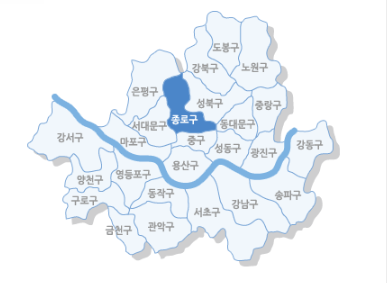 도봉구
강북구
노원구
은평구
성북구
중랑구
종로구
동대문구
서대문구
강서구
마포구
중구
성동구
강동구
광진구
용산구
양천구
영등포구
동작구
송파구
구로구
강남구
서초구
관악구
금천구